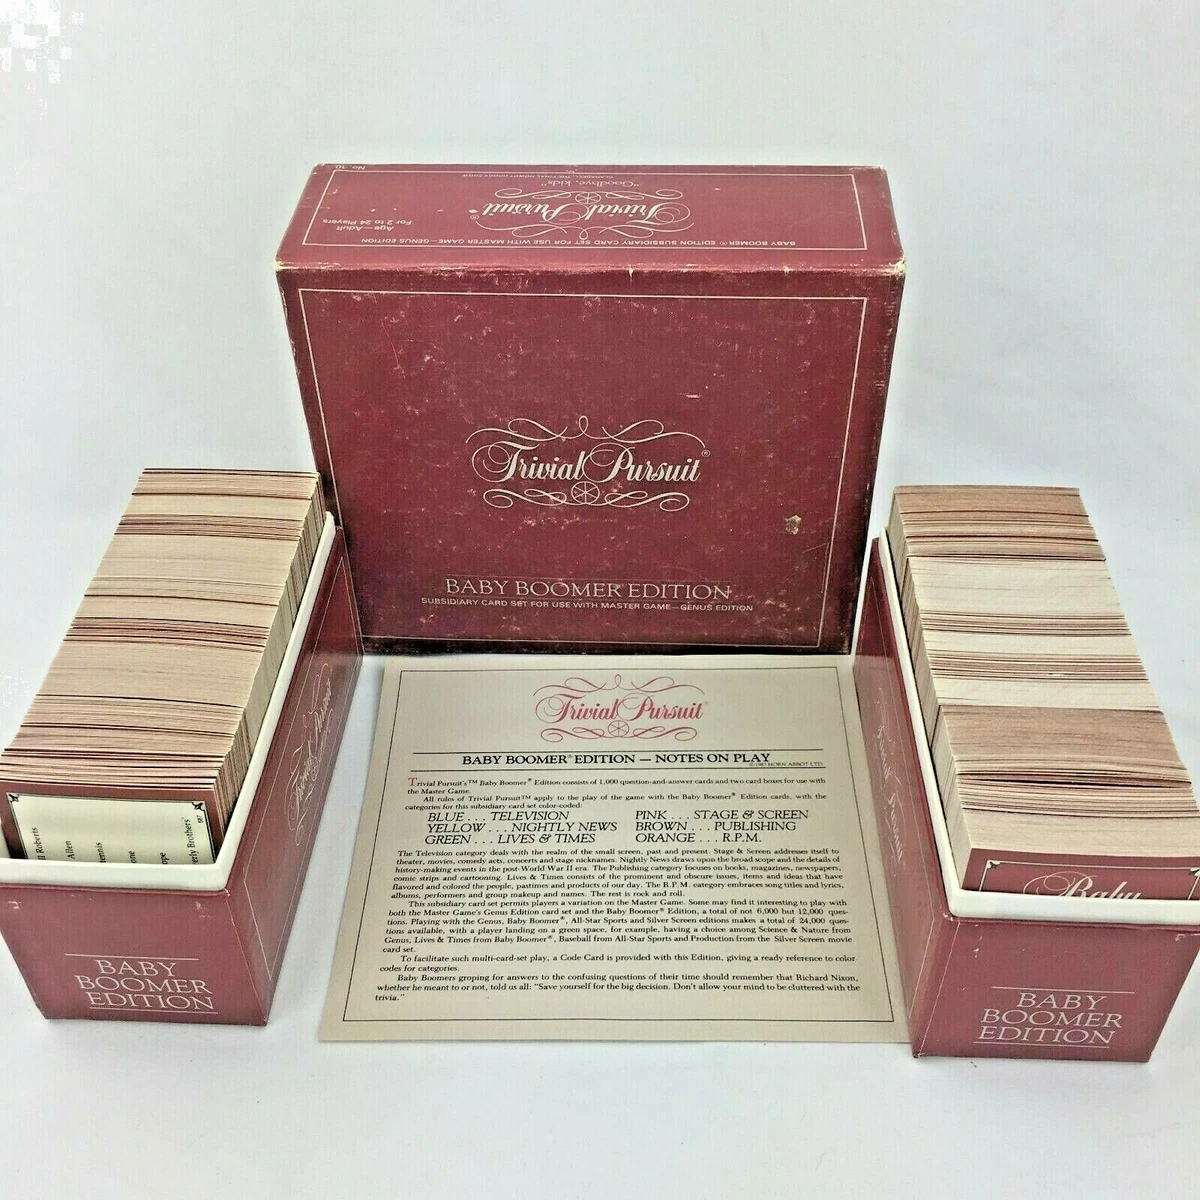 No. 10
Age—Adult
For 2 to 24 Players
"Goodbye, kids"
Trivial Pursuit®
BABY BOOMER® EDITION SUBSIDIARY CARD SET FOR USE WITH MASTER GAME—GENUS EDITION
Trivial Pursuit®
BABY BOOMER EDITION
SUBSIDIARY CARD SET FOR USE WITH MASTER GAME—GENUS EDITION
Trivial Pursuit
BABY BOOMER® EDITION — NOTES ON PLAY
© 1983 HORN ABBOT LTD.
Trivial Pursuit's™ Baby Boomer® Edition consists of 1,000 question-and-answer cards and two card boxes for use with
the Master Game.
All rules of Trivial Pursuit™ apply to the play of the game with the Baby Boomer® Edition cards, with the
categories for this subsidiary card set color-coded:
BLUE . . . TELEVISION PINK . . . STAGE & SCREEN
YELLOW . . . NIGHTLY NEWS BROWN . . . PUBLISHING
GREEN . . . LIVES & TIMES ORANGE . . . R.P.M.
The Television category deals with the realm of the small screen, past and present. Stage & Screen addresses itself to
theater, movies, comedy acts, concerts and stage nicknames. Nightly News draws upon the broad scope and the details of
history-making events in the post-World War II era. The Publishing category focuses on books, magazines, newspapers,
comic strips and cartooning. Lives & Times consists of the prominent and obscure issues, items and ideas that have
flavored and colored the people, pastimes and products of our day. The R.P.M. category embraces song titles and lyrics,
albums, performers and group makeup and names. The rest is rock and roll.
This subsidiary card set permits players a variation on the Master Game. Some may find it interesting to play with
both the Master Game's Genus Edition card set and the Baby Boomer® Edition, a total of not 6,000 but 12,000 ques-
tions. Playing with the Genus, Baby Boomer®, All-Star Sports and Silver Screen editions makes a total of 24,000 ques-
tions available, with a player landing on a green space, for example, having a choice among Science & Nature from
Genus, Lives & Times from Baby Boomer®, Baseball from All-Star Sports and Production from the Silver Screen movie
card set.
To facilitate such multi-card-set play, a Code Card is provided with this Edition, giving a ready reference to color
codes for categories.
Baby Boomers groping for answers to the confusing questions of their time should remember that Richard Nixon,
whether he meant to or not, told us all: "Save yourself for the big decision. Don't allow your mind to be cluttered with the
trivia."
Roberts
Allen
ennis
one
ope
erly Brothers'
587
Trivial Pursuit
BABY
BOOMER
EDITION
Baby
BABY
BOOMER
EDITION